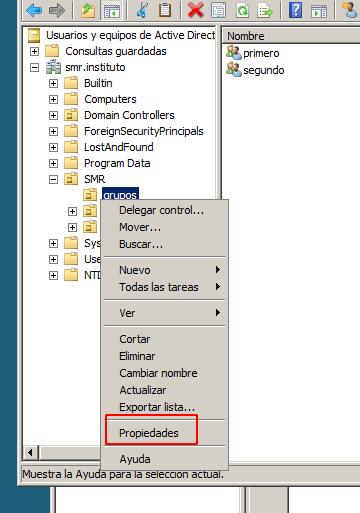 Usuarios y equipos de Active Direct
Consultas guardadas
smr.instituto
Builtin
Computers
Domain Controllers
ForeignSecurityPrincipals
LostAndFound
Program Data
SMR
grupos
Sys
Use
NTD
Nombre
primero
segundo
Delegar control...
Mover...
Buscar...
Nuevo
Todas las tareas
Ver
Cortar
Eliminar
Cambiar nombre
Actualizar
Exportar lista...
Propiedades
Ayuda
Muestra la Ayuda para la selección actual.